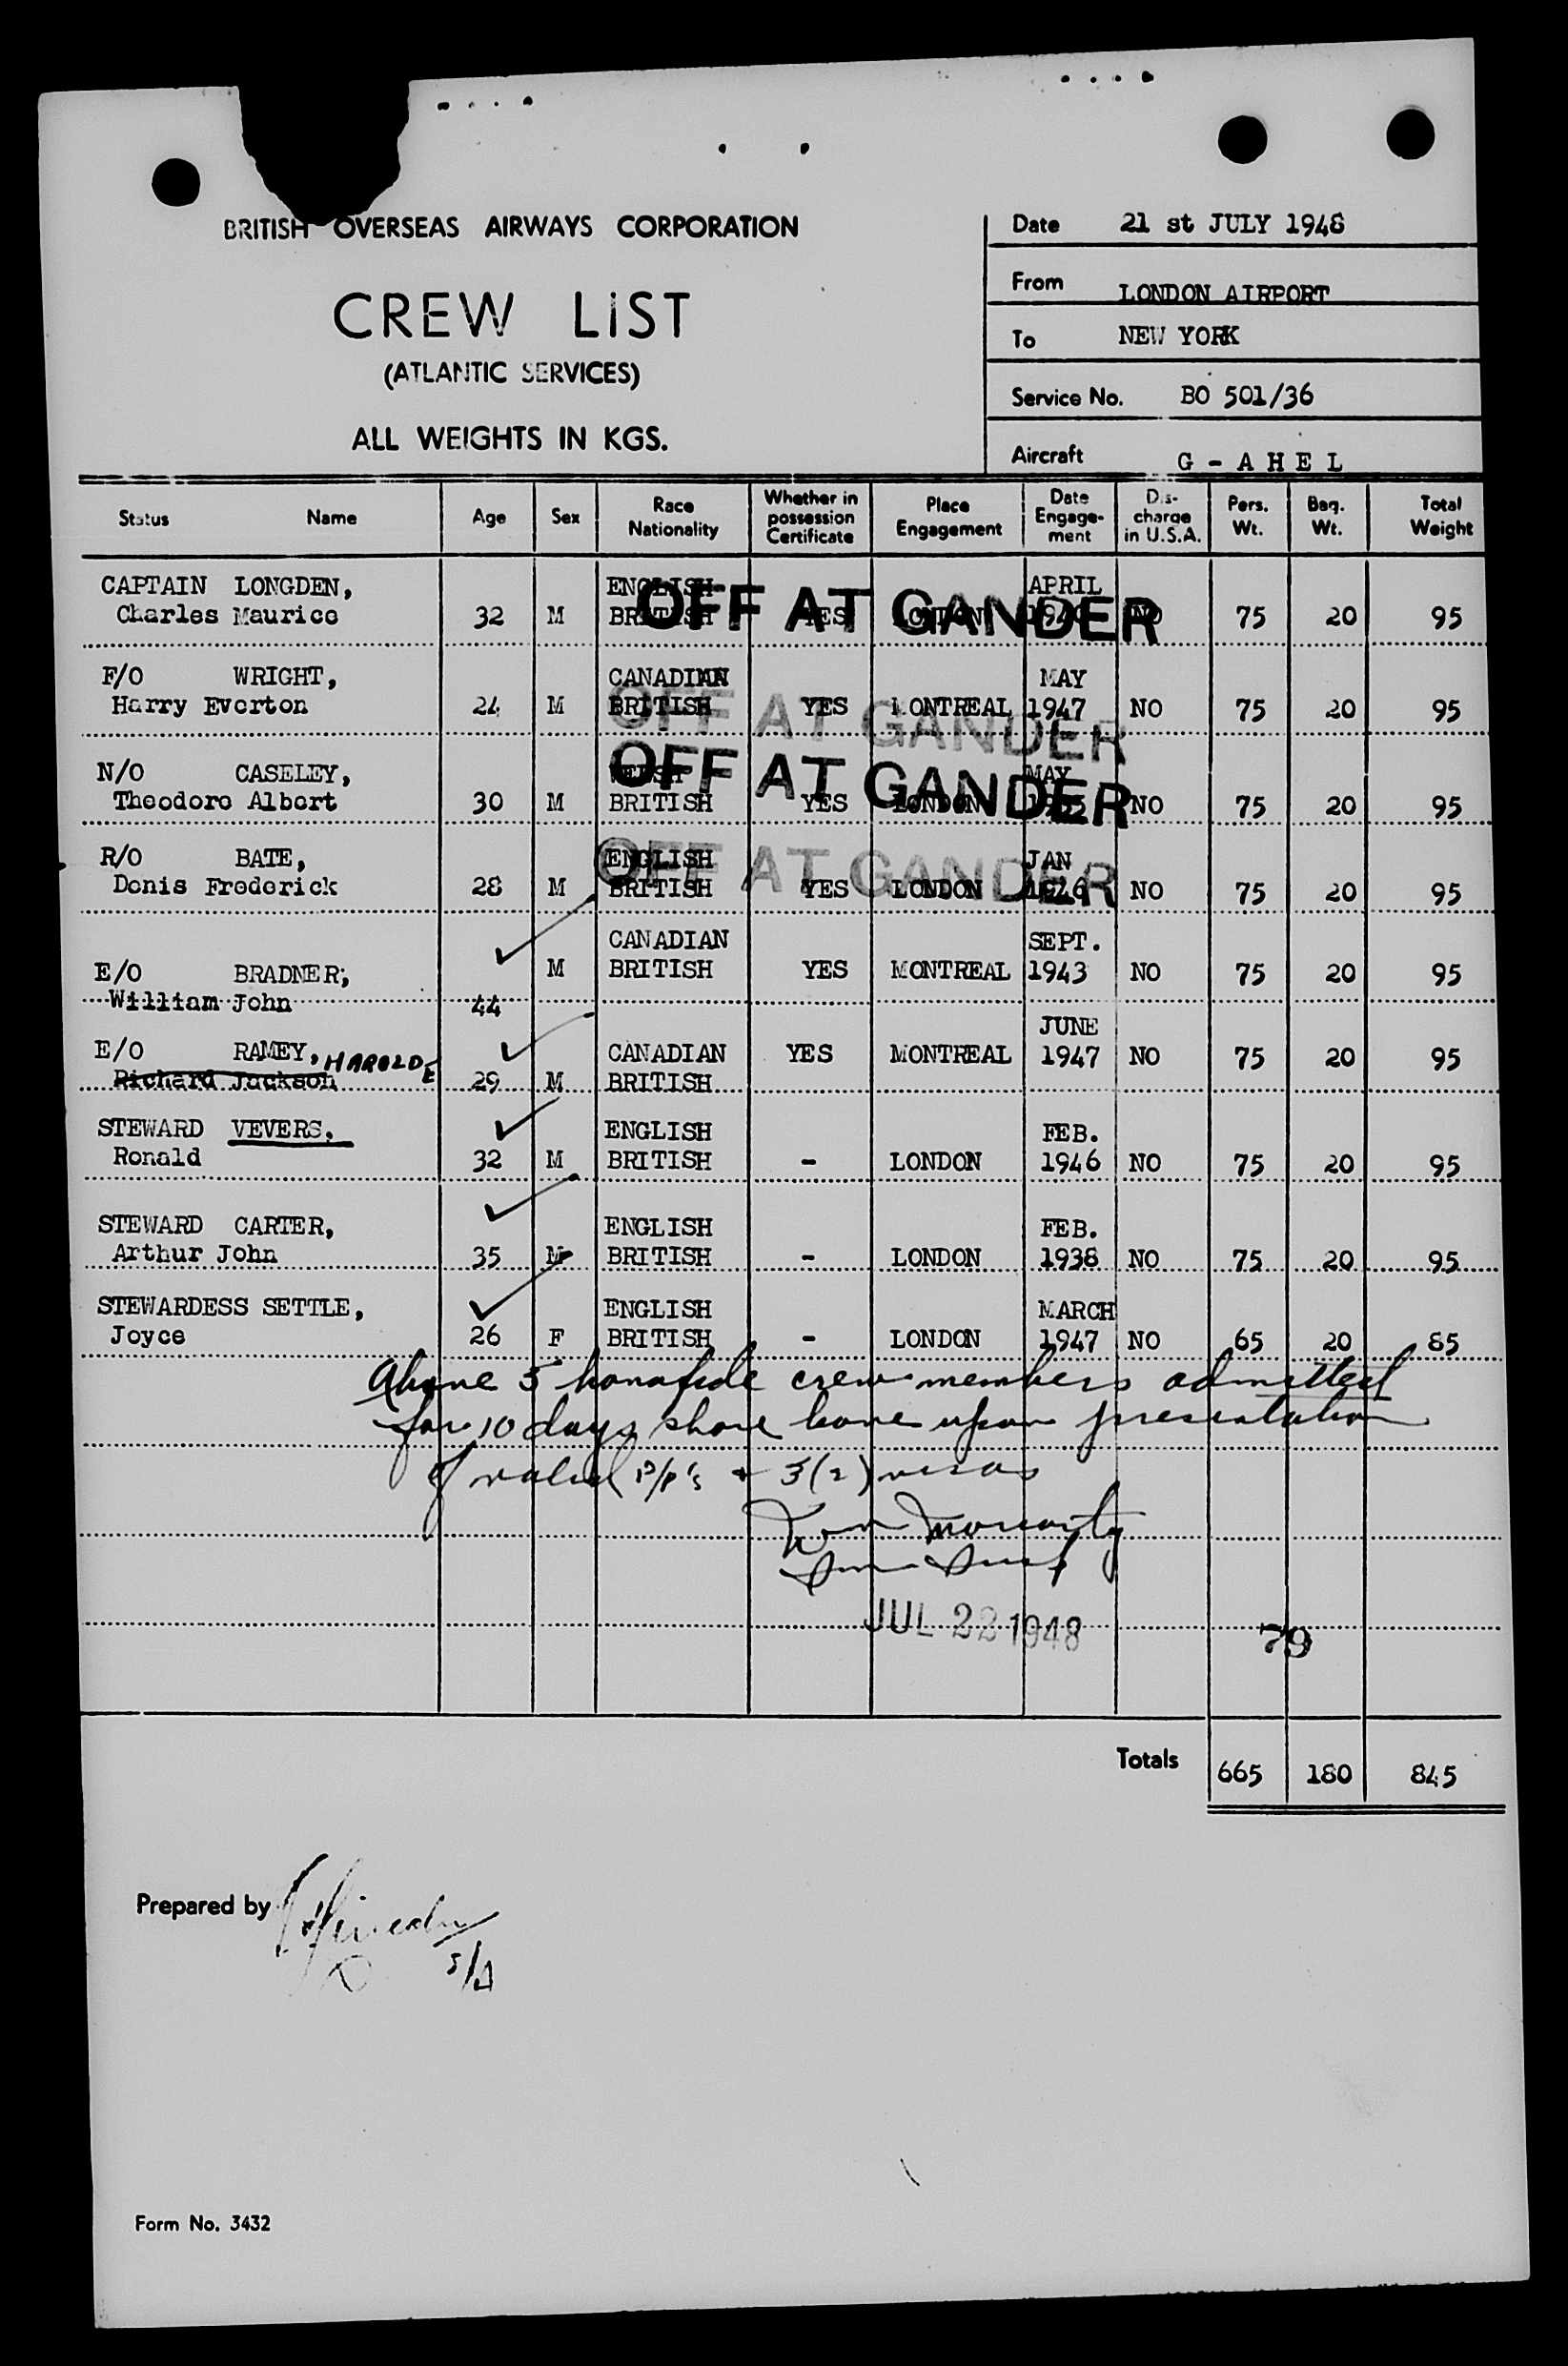 BRITISH OVERSEAS AIRWAYS CORPORATION
CREW LIST
(ATLANTIC SERVICES)
ALL WEIGHTS IN KGS.
Date 21 st JULY 1948
From LONDON AIRPORT
To NEW YORK
Service No. BO 501/36
Aircraft G - A H E L
Status Name Age Sex Race Nationality Whether in possession Certificate Place Engagement Date Engage-ment Dis-charge in U.S.A. Pers. Wt. Bag. Wt. Total Weight
CAPTAIN LONGDEN, ENGLISH APRIL
Charles Maurice 32 M BRITISH YES LONDON NO 75 20 95
OFF AT GANDER
F/O WRIGHT, CANADIAN MAY
Harry Everton 24 M BRITISH YES MONTREAL 1947 NO 75 20 95
OFF AT GANDER
N/O CASELEY, WELSH MAY
Theodore Albert 30 M BRITISH YES LONDON NO 75 20 95
OFF AT GANDER
R/O BATE, ENGLISH JAN
Denis Frederick 28 M BRITISH YES LONDON 1946 NO 75 20 95
OFF AT GANDER
CANADIAN SEPT.
E/O BRADNER, M BRITISH YES MONTREAL 1943 NO 75 20 95
William John 44
JUNE
E/O RAMEY, HAROLD E CANADIAN YES MONTREAL 1947 NO 75 20 95
Richard Jackson 29 M BRITISH
STEWARD VEVERS, ENGLISH FEB.
Ronald 32 M BRITISH - LONDON 1946 NO 75 20 95
STEWARD CARTER, ENGLISH FEB.
Arthur John 35 M BRITISH - LONDON 1938 NO 75 20 95
STEWARDESS SETTLE, ENGLISH MARCH
Joyce 26 F BRITISH - LONDON 1947 NO 65 20 85
Above 5 bonafide crew members admitted
for 10 days shore leave upon presentation
of valid P/P's + 3(2) visas
Moriarty
JUL 22 1948
79
Totals 665 180 845
Prepared by
Form No. 3432